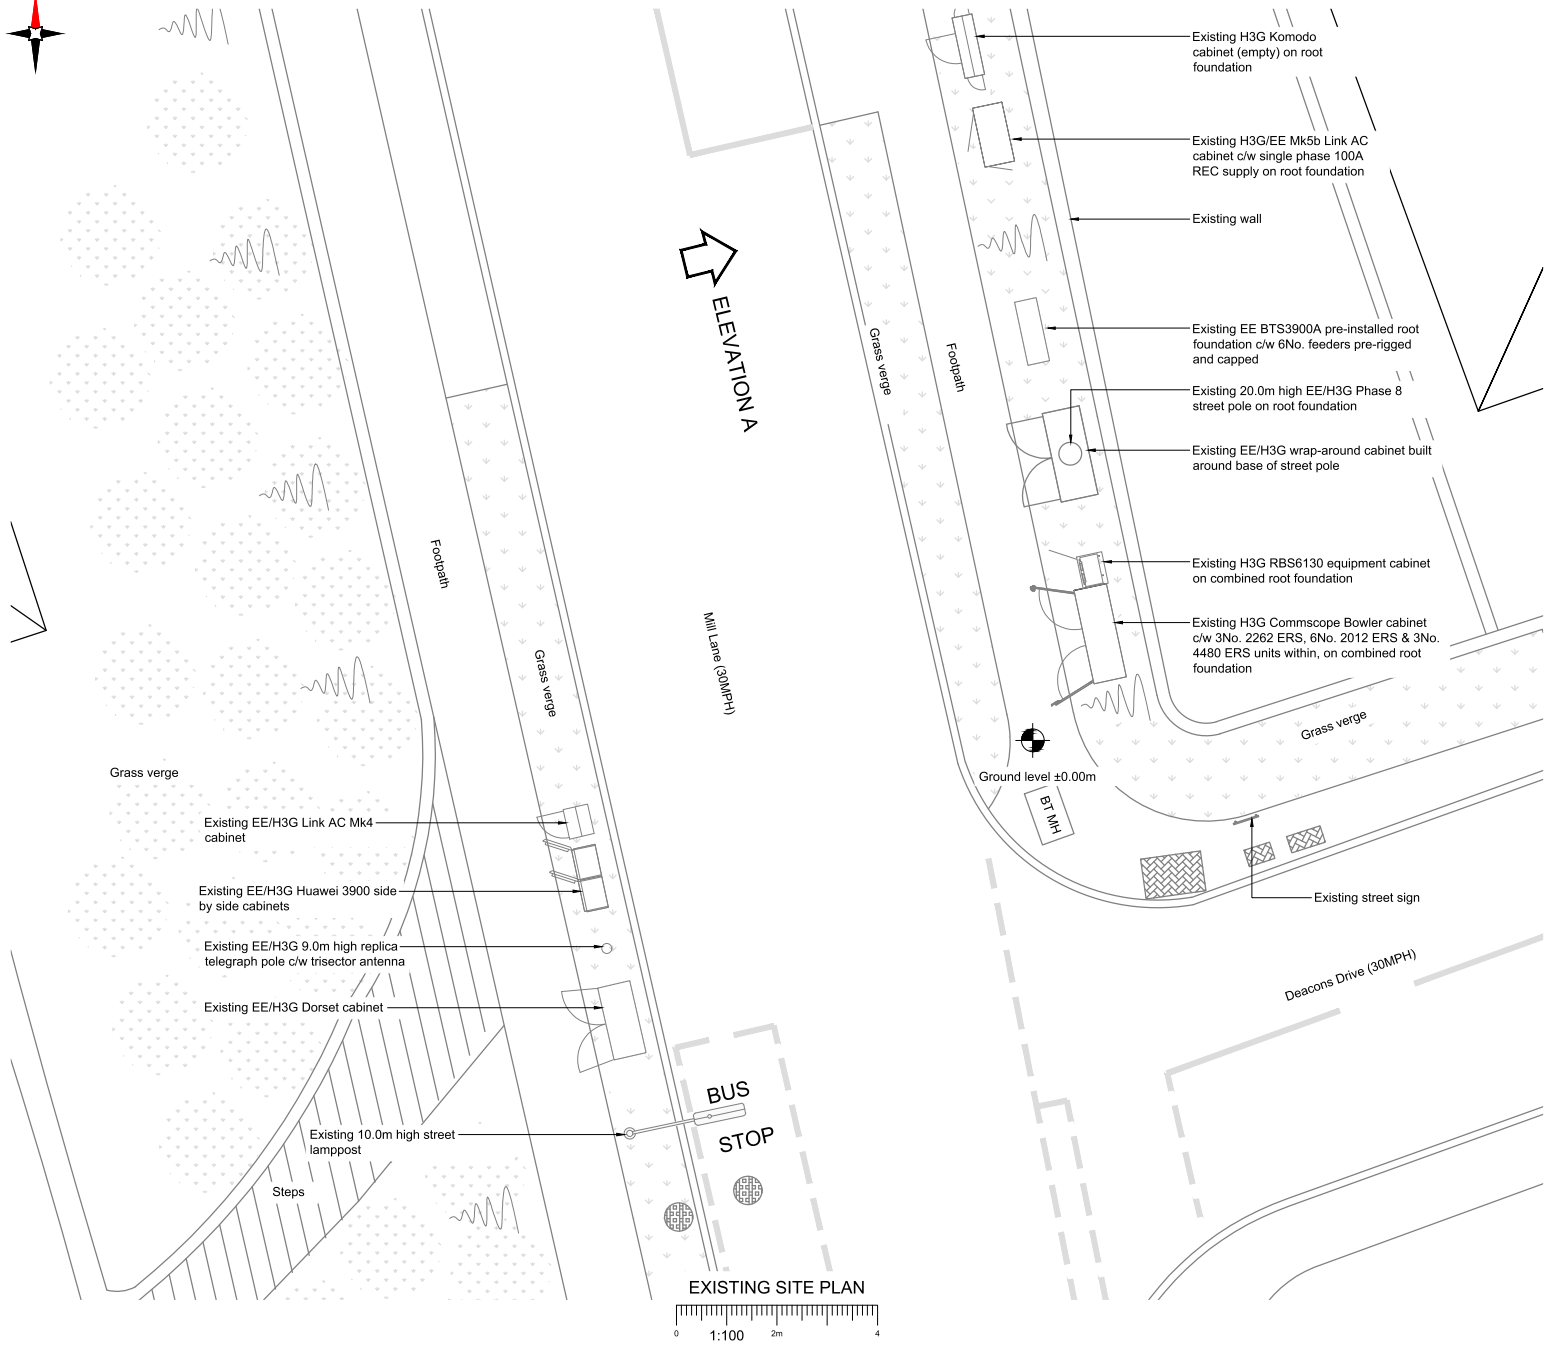 Existing H3G Komodo
cabinet (empty) on root
foundation
Existing H3G/EE Mk5b Link AC
cabinet c/w single phase 100A
REC supply on root foundation
Existing wall
ELEVATION A
Grass verge
Footpath
Existing EE BTS3900A pre-installed root
foundation c/w 6No. feeders pre-rigged
and capped
Existing 20.0m high EE/H3G Phase 8
street pole on root foundation
Existing EE/H3G wrap-around cabinet built
around base of street pole
Footpath
Existing H3G RBS6130 equipment cabinet
on combined root foundation
Existing H3G Commscope Bowler cabinet
c/w 3No. 2262 ERS, 6No. 2012 ERS & 3No.
4480 ERS units within, on combined root
foundation
Grass verge
Mill Lane (30MPH)
Grass verge
Grass verge
Ground level ±0.00m
BT MH
Existing EE/H3G Link AC Mk4
cabinet
Existing EE/H3G Huawei 3900 side
by side cabinets
Existing street sign
Existing EE/H3G 9.0m high replica
telegraph pole c/w trisector antenna
Deacons Drive (30MPH)
Existing EE/H3G Dorset cabinet
BUS
STOP
Existing 10.0m high street
lamppost
Steps
EXISTING SITE PLAN
0
1:100
2m
4